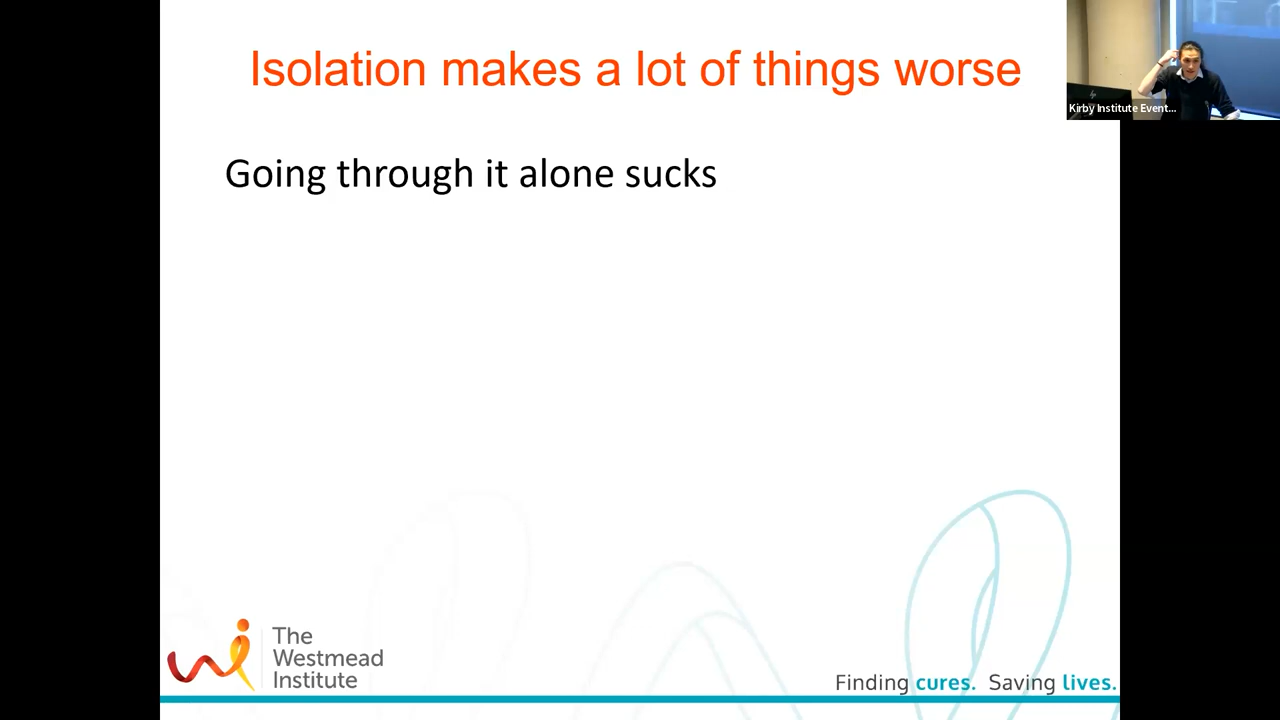 Isolation makes a lot of things worse
Kirby Institute Event...
Going through it alone sucks
The
Westmead
Institute
Finding cures. Saving lives.